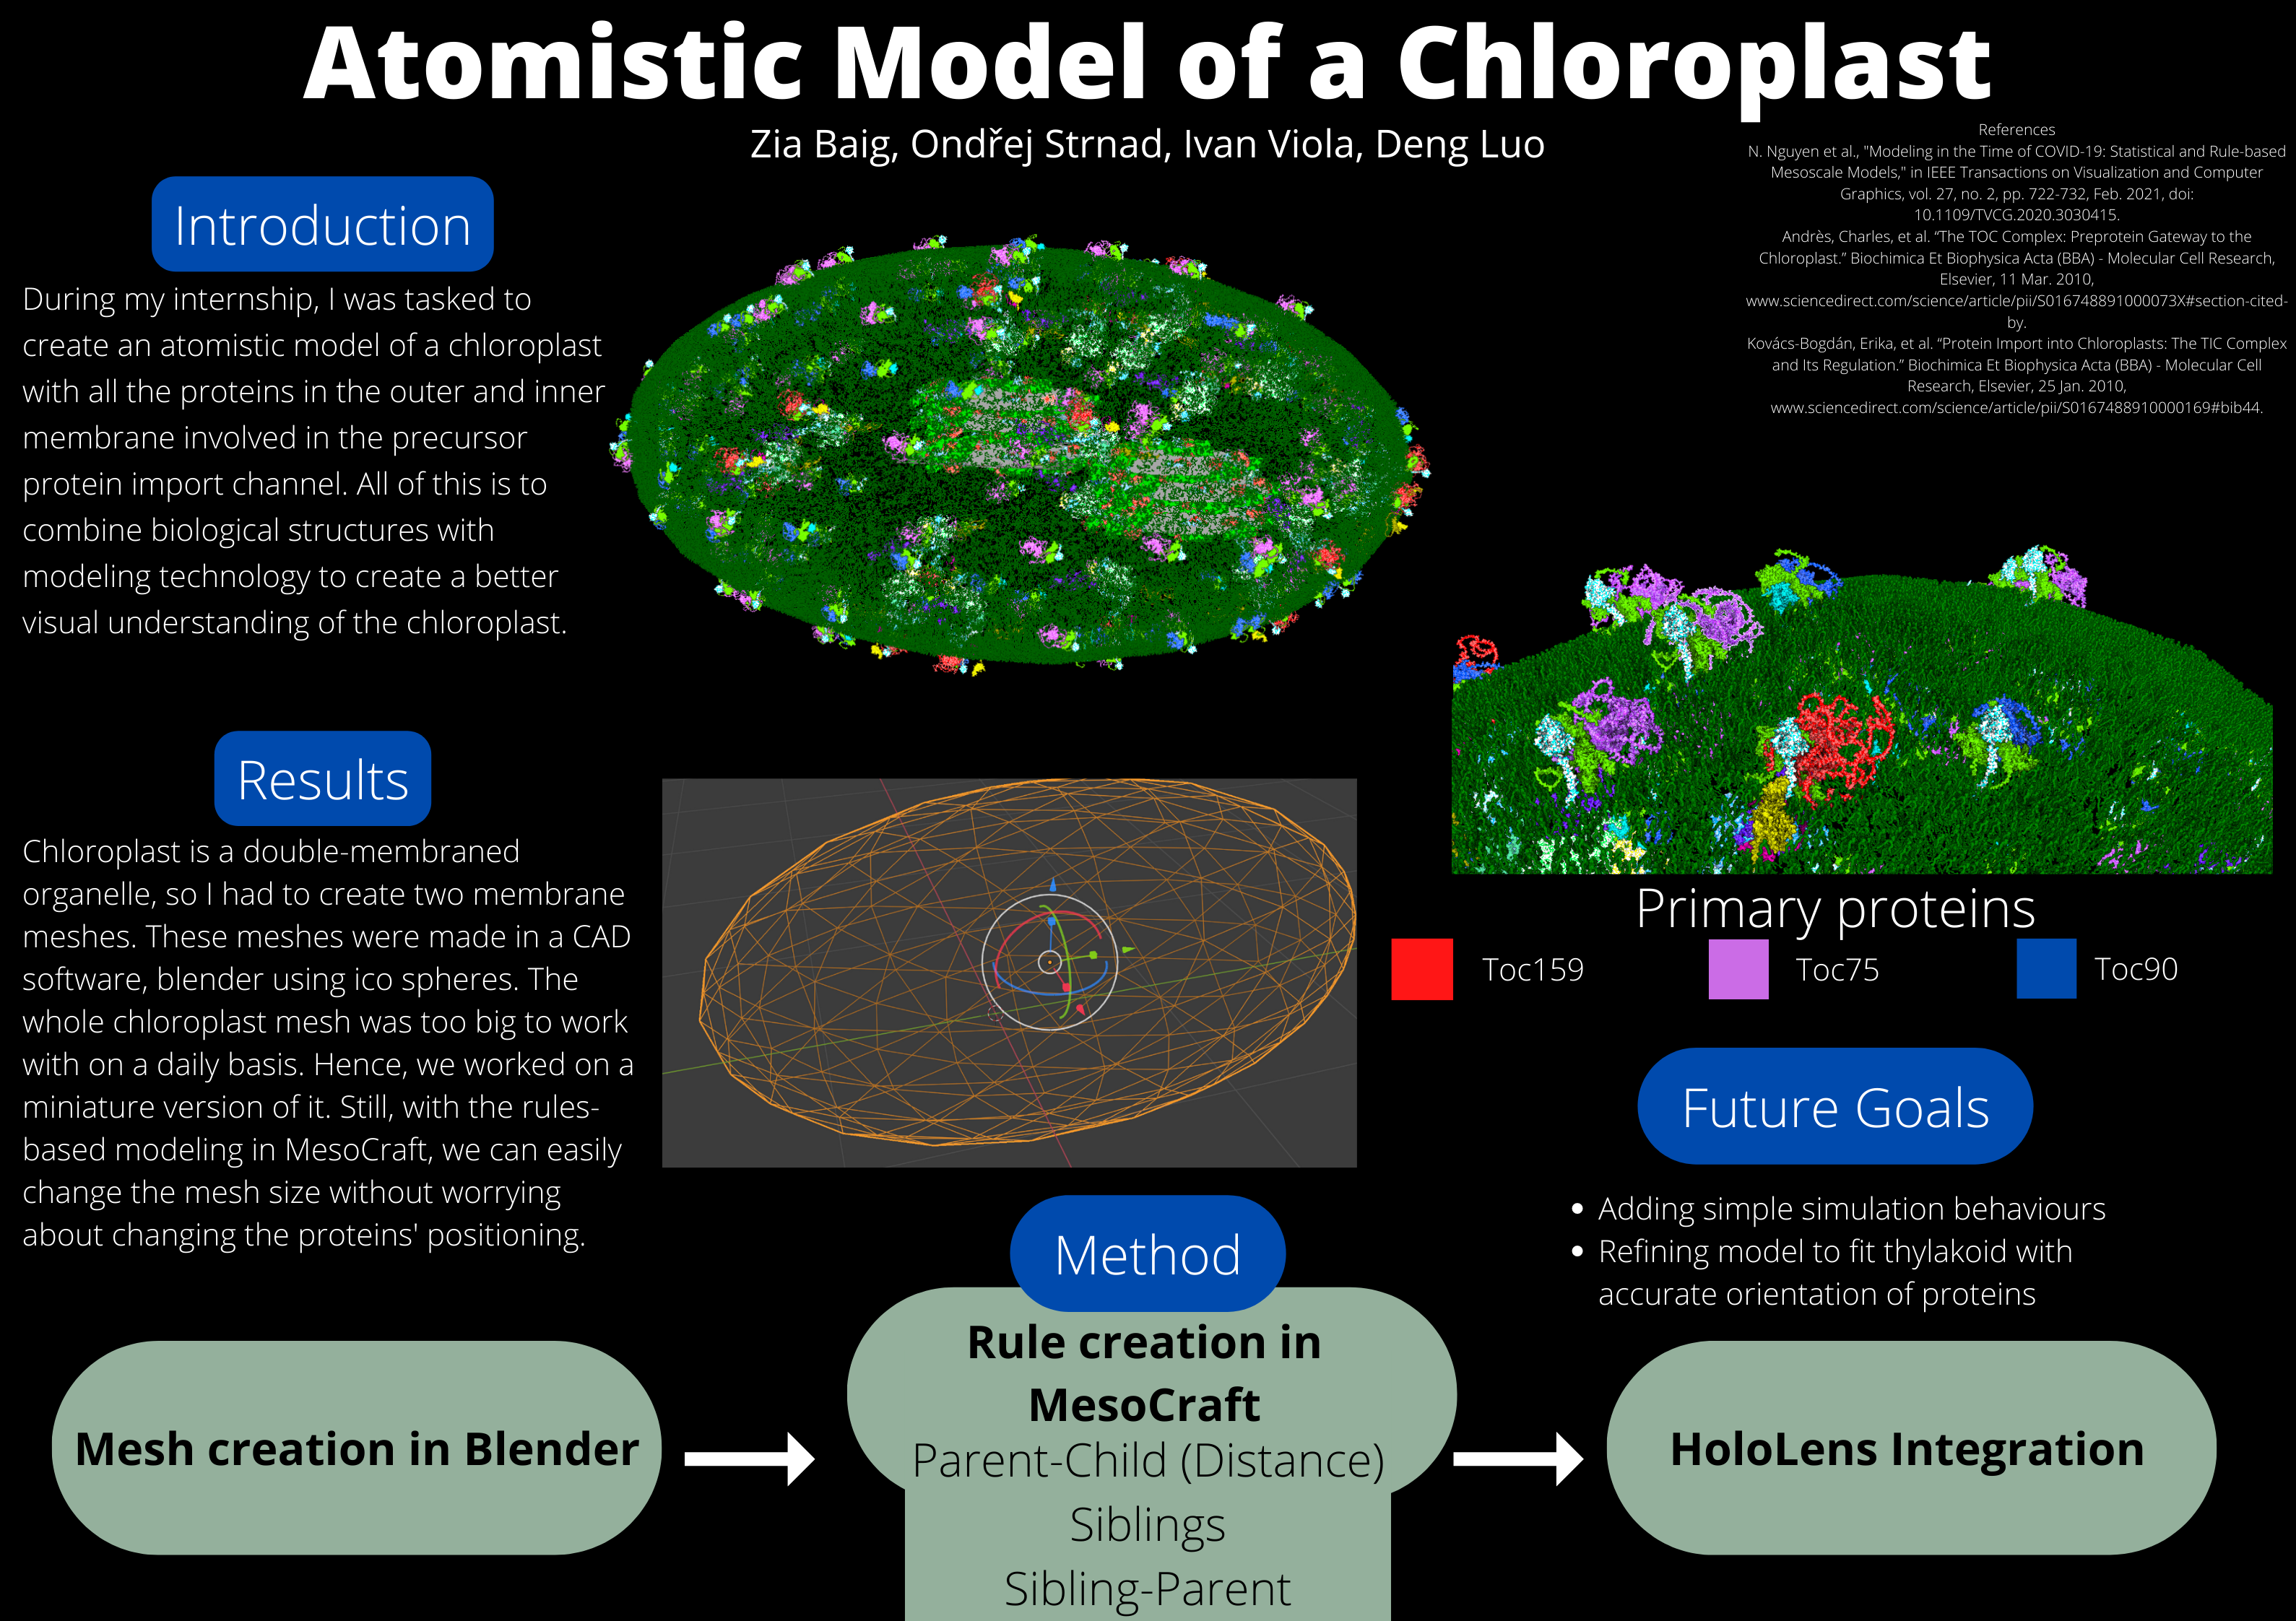 Atomistic Model of a Chloroplast
Zia Baig, Ondřej Strnad, Ivan Viola, Deng Luo
References
N. Nguyen et al., "Modeling in the Time of COVID-19: Statistical and Rule-based
Mesoscale Models," in IEEE Transactions on Visualization and Computer
Graphics, vol. 27, no. 2, pp. 722-732, Feb. 2021, doi:
10.1109/TVCG.2020.3030415.
Andrès, Charles, et al. “The TOC Complex: Preprotein Gateway to the
Chloroplast.” Biochimica Et Biophysica Acta (BBA) - Molecular Cell Research,
Elsevier, 11 Mar. 2010,
www.sciencedirect.com/science/article/pii/S016748891000073X#section-cited-
by.
Kovács-Bogdán, Erika, et al. “Protein Import into Chloroplasts: The TIC Complex
and Its Regulation.” Biochimica Et Biophysica Acta (BBA) - Molecular Cell
Research, Elsevier, 25 Jan. 2010,
www.sciencedirect.com/science/article/pii/S0167488910000169#bib44.
Introduction
During my internship, I was tasked to
create an atomistic model of a chloroplast
with all the proteins in the outer and inner
membrane involved in the precursor
protein import channel. All of this is to
combine biological structures with
modeling technology to create a better
visual understanding of the chloroplast.
Results
Chloroplast is a double-membraned
organelle, so I had to create two membrane
meshes. These meshes were made in a CAD
software, blender using ico spheres. The
whole chloroplast mesh was too big to work
with on a daily basis. Hence, we worked on a
miniature version of it. Still, with the rules-
based modeling in MesoCraft, we can easily
change the mesh size without worrying
about changing the proteins' positioning.
Primary proteins
Toc159
Toc75
Toc90
Future Goals
Adding simple simulation behaviours
Refining model to fit thylakoid with
accurate orientation of proteins
Method
Mesh creation in Blender
Rule creation in
MesoCraft
Parent-Child (Distance)
Siblings
Sibling-Parent
HoloLens Integration